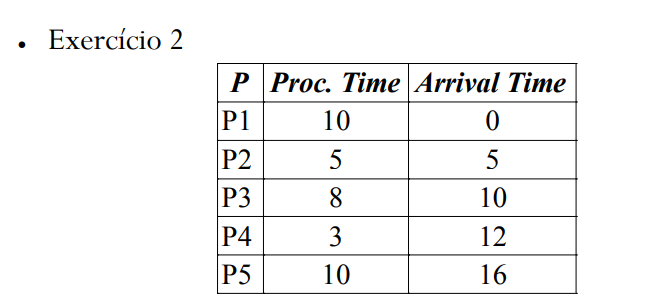 • Exercício 2
P Proc. Time Arrival Time
P1 10 0
P2 5 5
P3 8 10
P4 3 12
P5 10 16